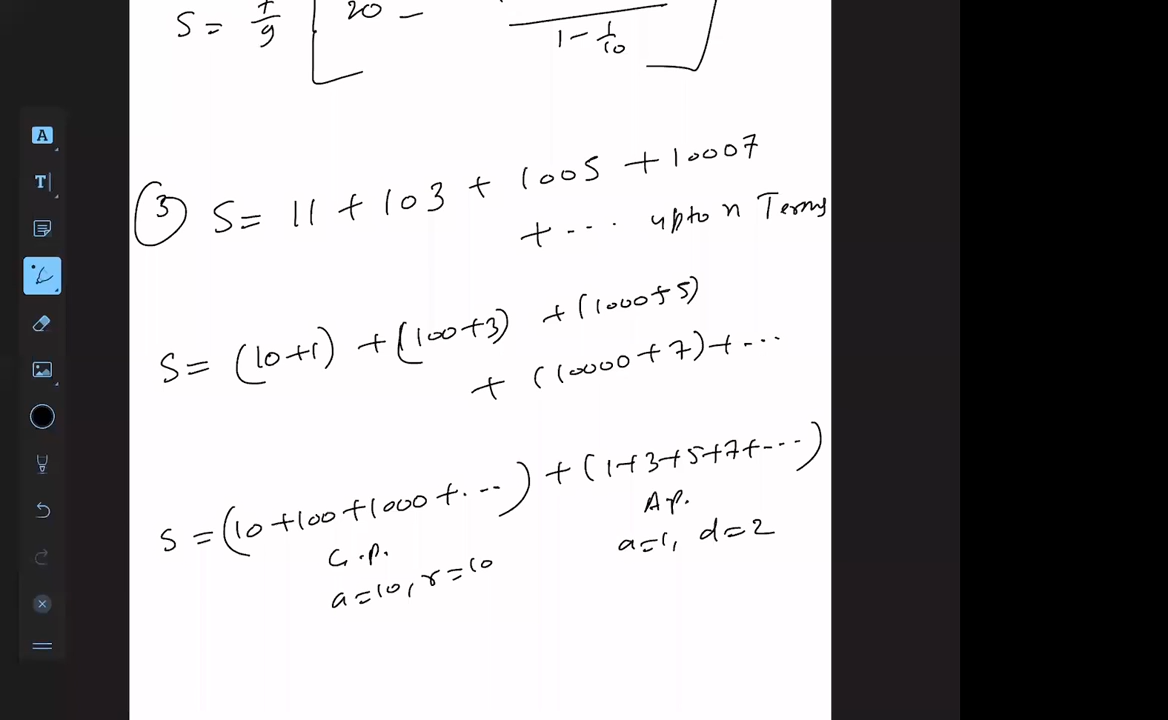 S = 7/9 [ 20 -
1 - 1/10 ]
③ S = 11 + 103 + 1005 + 10007
+ ... upto n Terms
S = (10+1) + (100+3) + (1000+5)
+ (10000+7) + ...
S = (10+100+1000+...) + (1+3+5+7+...)
G.P. A.P.
a=10, r=10 a=1, d=2
A
T